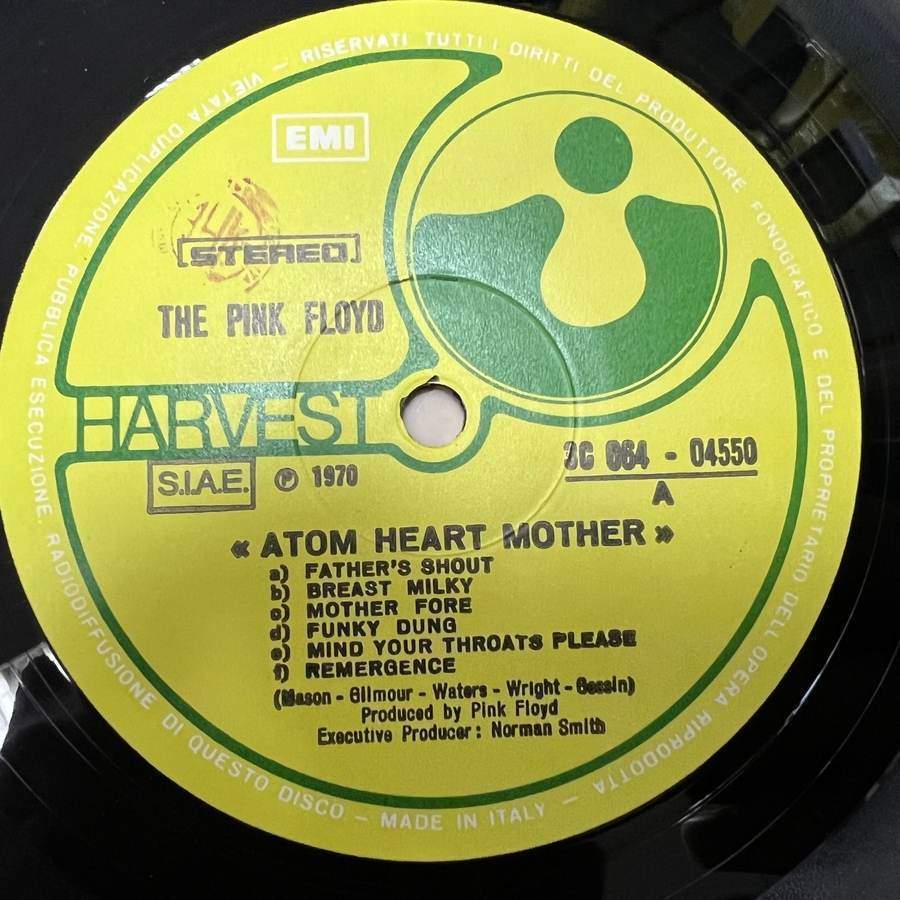 VIETATA DUPLICAZIONE, PUBBLICA ESECUZIONE, RADIODIFFUSIONE DI QUESTO DISCO — MADE IN ITALY — RISERVATI TUTTI I DIRITTI DEL PRODUTTORE FONOGRAFICO E DEL PROPRIETARIO DELL'OPERA RIPRODOTTA —
EMI
STEREO
THE PINK FLOYD
HARVEST
S.I.A.E. ℗ 1970
3C 064 - 04550
A
« ATOM HEART MOTHER »
a) FATHER'S SHOUT
b) BREAST MILKY
c) MOTHER FORE
d) FUNKY DUNG
e) MIND YOUR THROATS PLEASE
f) REMERGENCE
(Mason - Gilmour - Waters - Wright - Geesin)
Produced by Pink Floyd
Executive Producer: Norman Smith